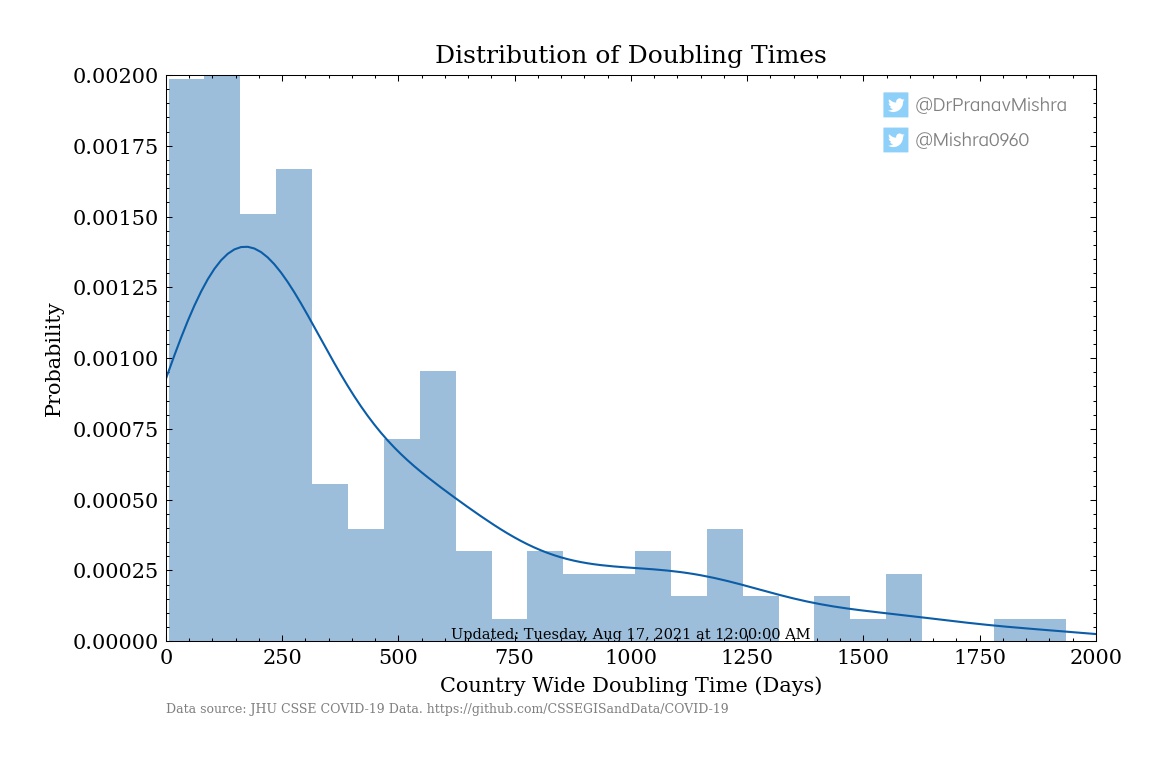 Distribution of Doubling Times
0.00200
@DrPranavMishra
@Mishra0960
0.00175
0.00150
0.00125
0.00100
0.00075
0.00050
0.00025
0.00000
Probability
Updated: Tuesday, Aug 17, 2021 at 12:00:00 AM
0 250 500 750 1000 1250 1500 1750 2000
Country Wide Doubling Time (Days)
Data source: JHU CSSE COVID-19 Data. https://github.com/CSSEGISandData/COVID-19